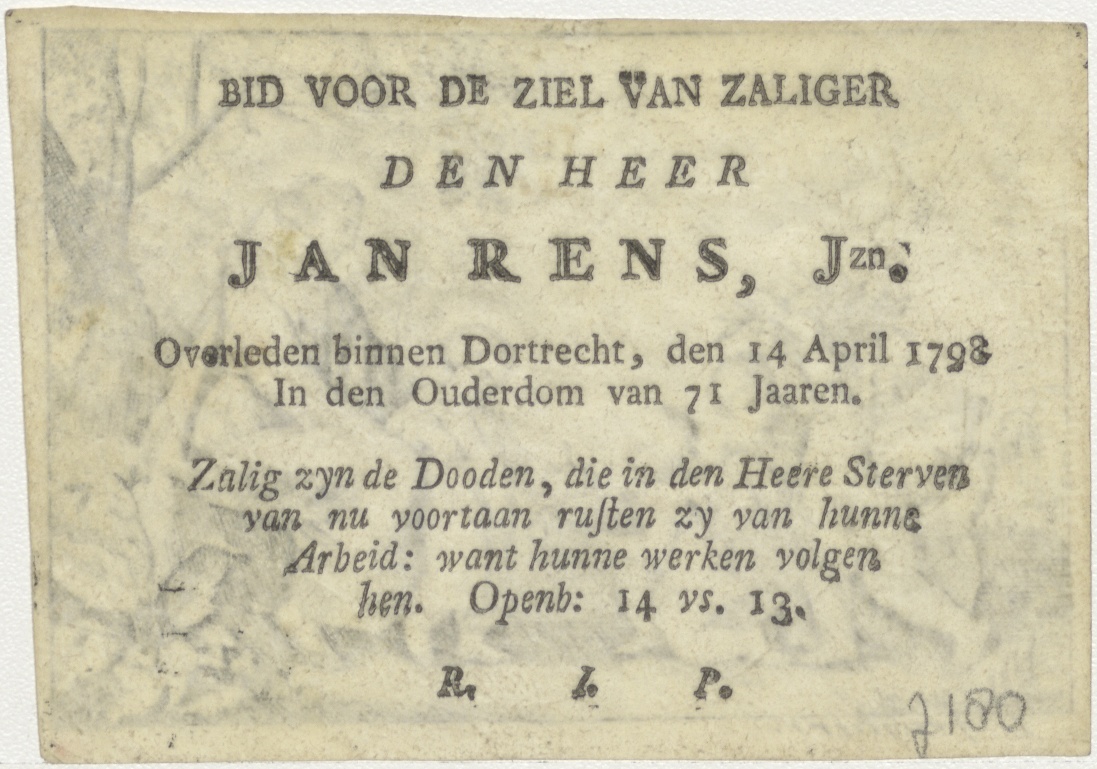 BID VOOR DE ZIEL VAN ZALIGER
DEN HEER
JAN RENS, Jzn.
Overleden binnen Dortrecht, den 14 April 1798
In den Ouderdom van 71 Jaaren.
Zalig zyn de Dooden, die in den Heere Sterven
van nu voortaan ruſten zy van hunne
Arbeid: want hunne werken volgen
hen. Openb: 14 vs. 13.
R. I. P.
J180